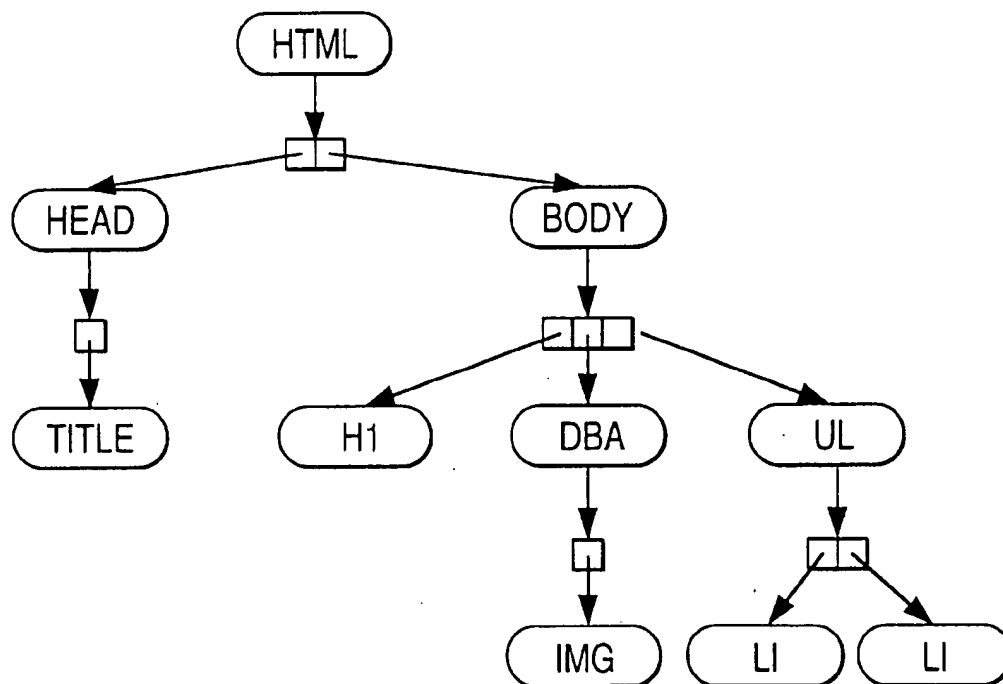 HTML
HEAD
BODY
TITLE
H1
DBA
UL
IMG
LI
LI